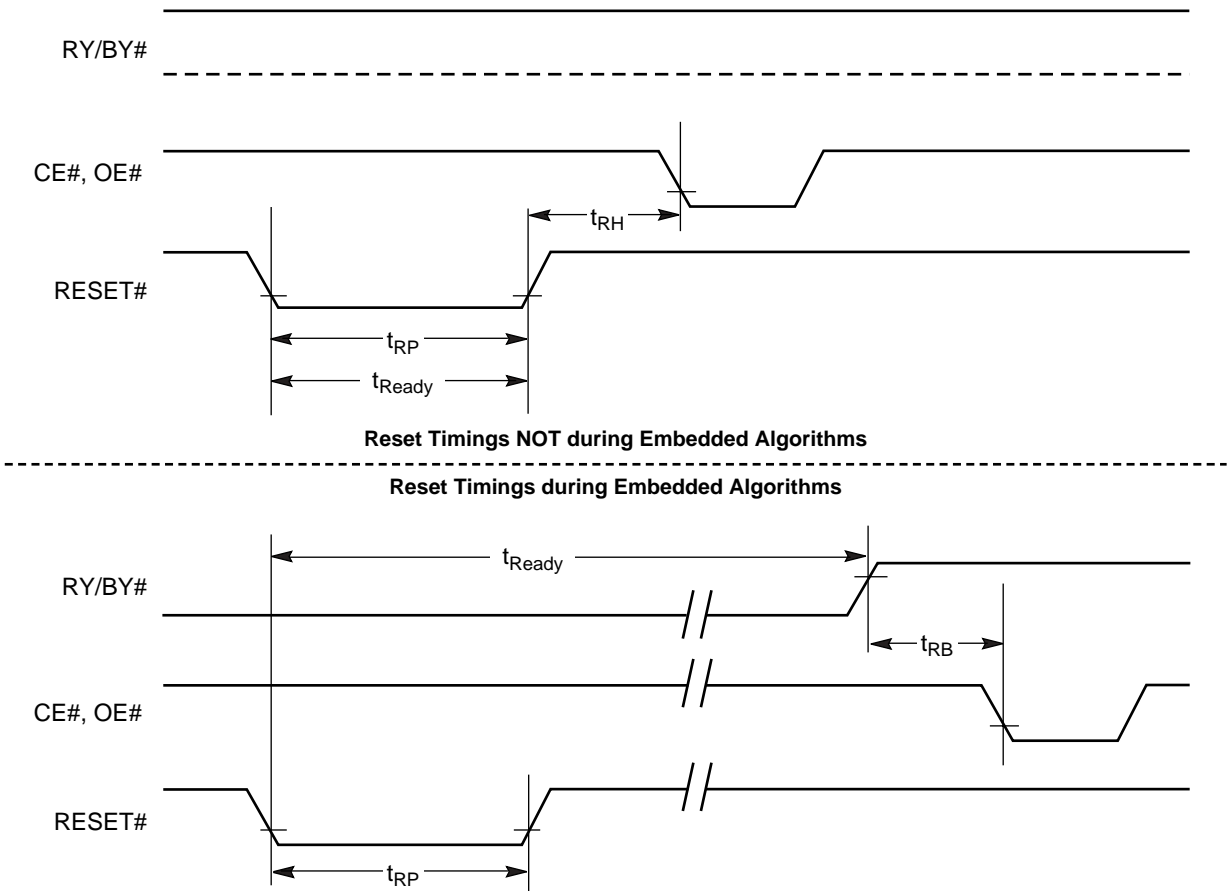 RY/BY#
CE#, OE#
tRH
RESET#
tRP
tReady
Reset Timings NOT during Embedded Algorithms
Reset Timings during Embedded Algorithms
tReady
RY/BY#
tRB
CE#, OE#
RESET#
tRP